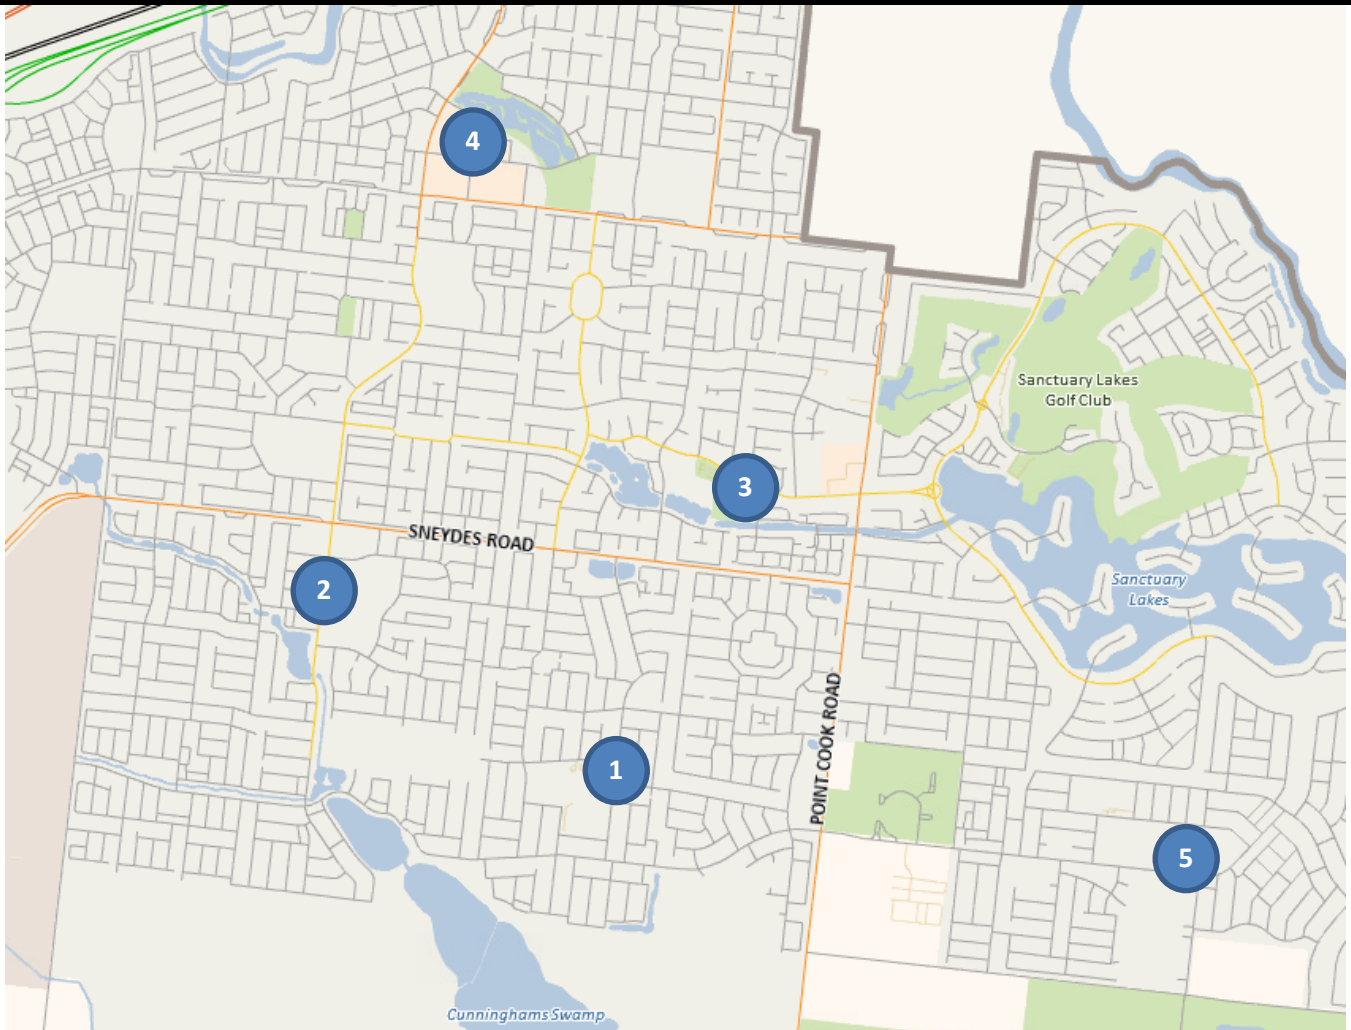 4
Sanctuary Lakes
Golf Club
3
SNEYDES ROAD
2
Sanctuary
Lakes
POINT COOK ROAD
1
5
Cunninghams Swamp